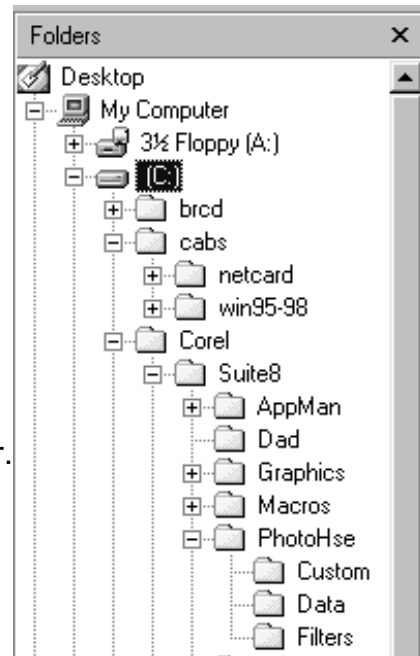 Folders
Desktop
My Computer
3½ Floppy (A:)
(C:)
brcd
cabs
netcard
win95-98
Corel
Suite8
AppMan
Dad
r.
Graphics
Macros
PhotoHse
Custom
Data
Filters